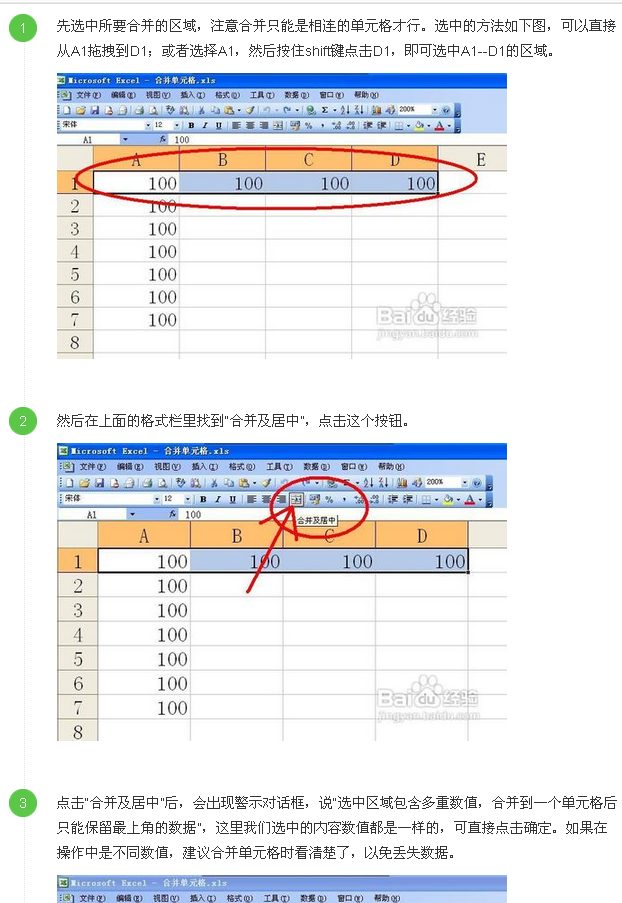 1
先选中所要合并的区域，注意合并只能是相连的单元格才行。选中的方法如下图，可以直接
从A1拖拽到D1；或者选择A1，然后按住shift键点击D1，即可选中A1--D1的区域。
Microsoft Excel - 合并单元格.xls
文件(F) 编辑(E) 视图(V) 插入(I) 格式(O) 工具(T) 数据(D) 窗口(W) 帮助(H)
200%
宋体 12 B I U
A1 fx 100
A B C D E
1 100 100 100 100
2 100
3 100
4 100
5 100
6 100
7 100
8
Baidu 经验
jingyan.baidu.com
2
然后在上面的格式栏里找到"合并及居中"，点击这个按钮。
Microsoft Excel - 合并单元格.xls
文件(F) 编辑(E) 视图(V) 插入(I) 格式(O) 工具(T) 数据(D) 窗口(W) 帮助(H)
200%
宋体 12 B I U
A1 fx 100
合并及居中
A B C D
1 100 100 100 100
2 100
3 100
4 100
5 100
6 100
7 100
8
Baidu 经验
jingyan.baidu.com
3
点击"合并及居中"后，会出现警示对话框，说"选中区域包含多重数值，合并到一个单元格后
只能保留最上角的数据"，这里我们选中的内容数值都是一样的，可直接点击确定。如果在
操作中是不同数值，建议合并单元格时看清楚了，以免丢失数据。
Microsoft Excel - 合并单元格.xls
文件(F) 编辑(E) 视图(V) 插入(I) 格式(O) 工具(T) 数据(D) 窗口(W) 帮助(H)